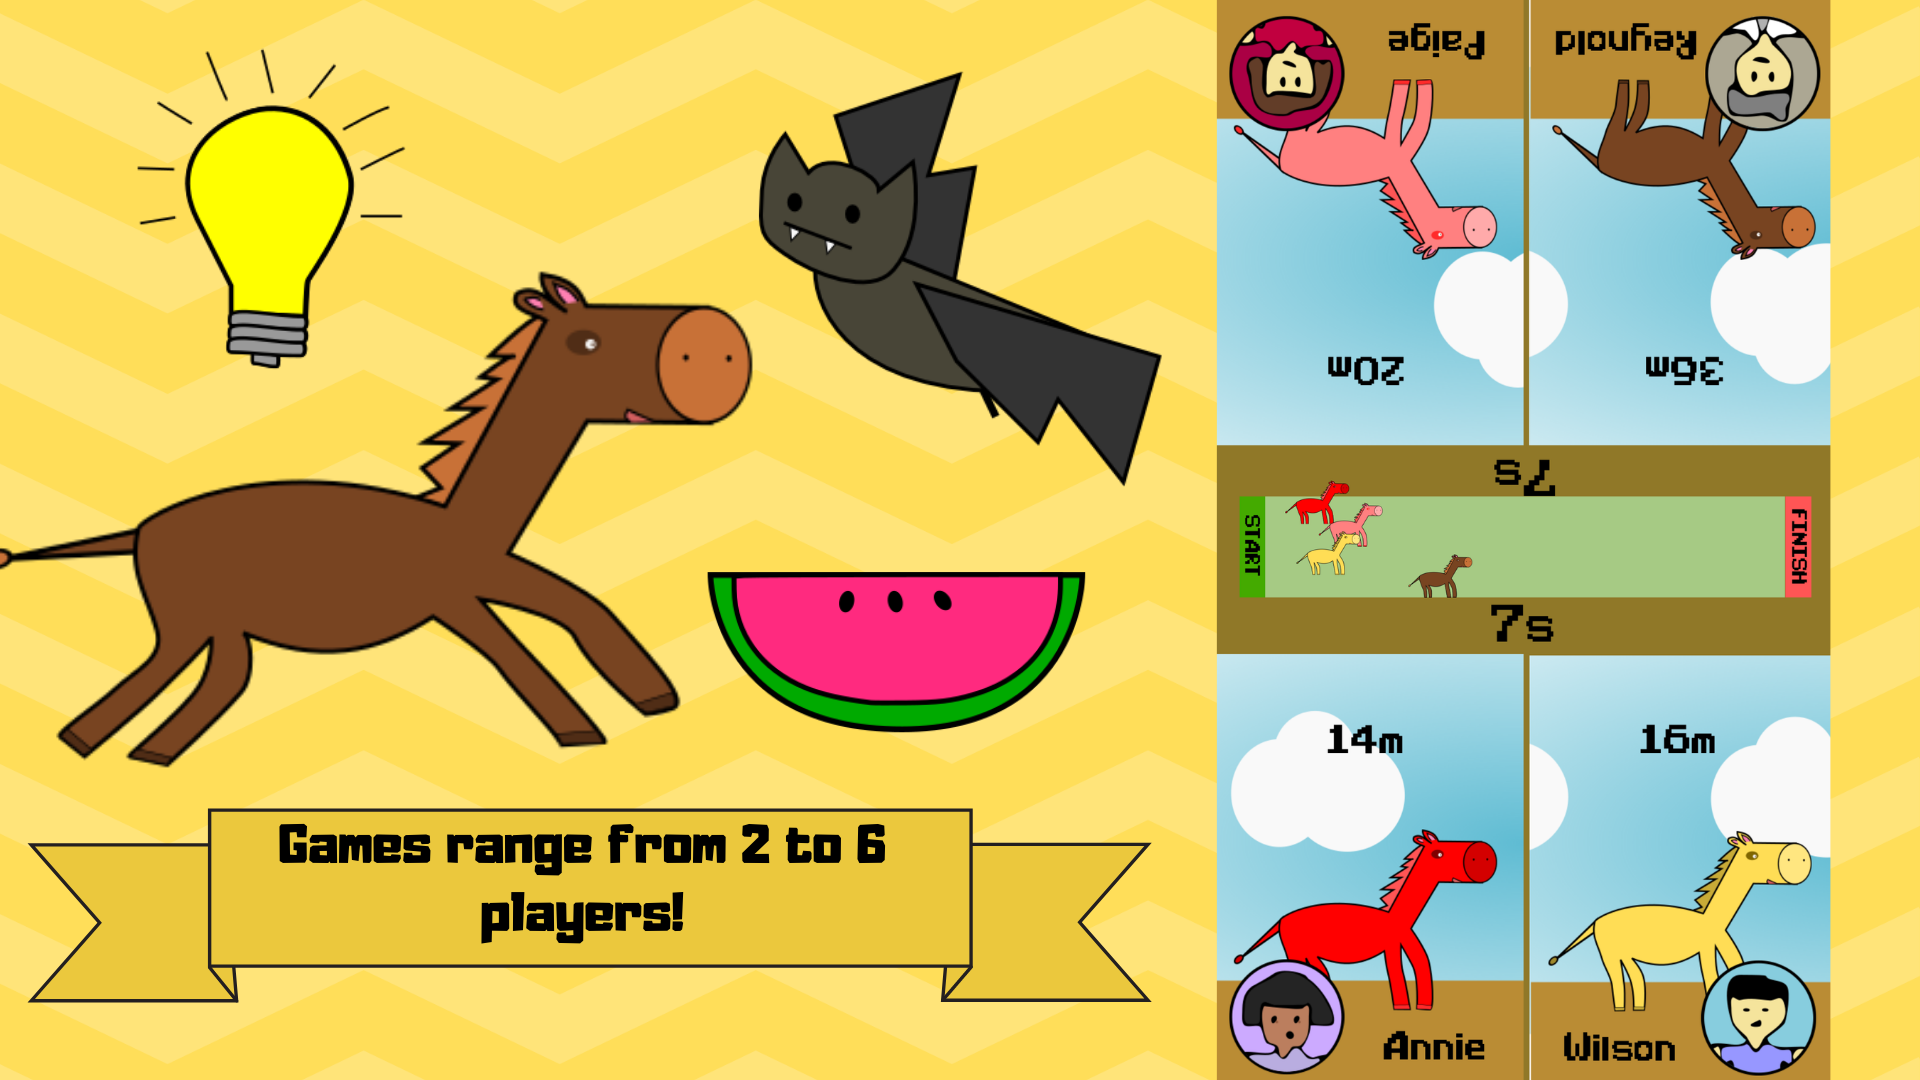 Games range from 2 to 6
players!
Paige
Reynold
20m
36m
7s
START
FINISH
7s
14m
16m
Annie
Wilson